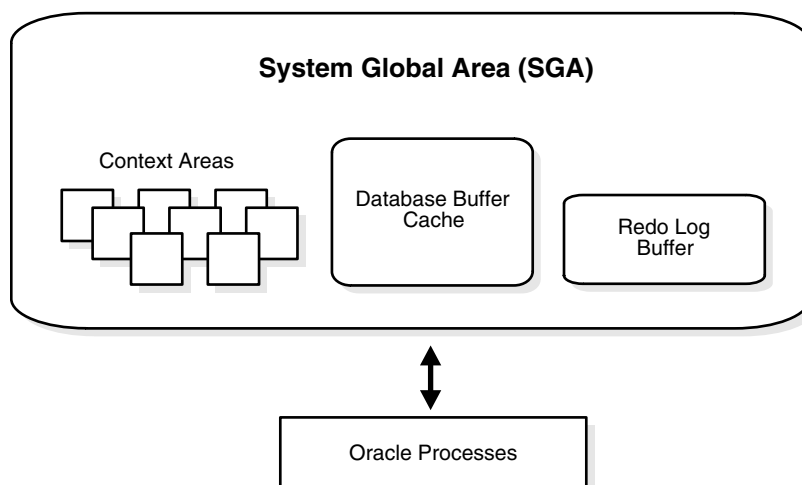 System Global Area (SGA)
Context Areas
Database Buffer
Cache
Redo Log
Buffer
Oracle Processes